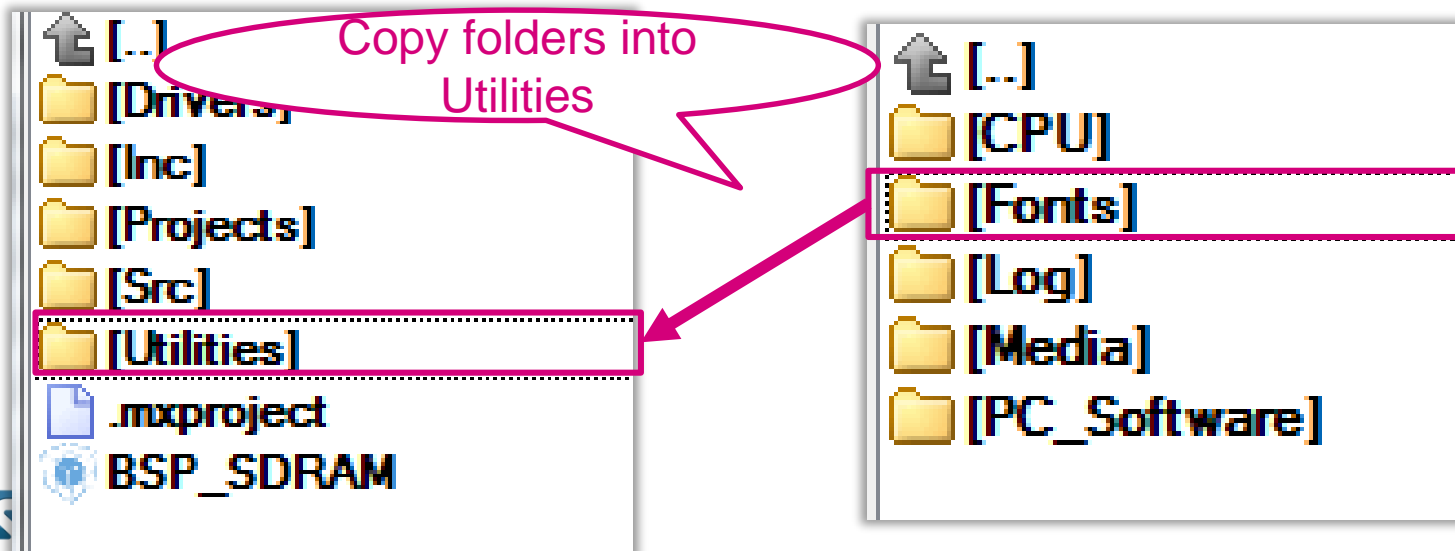 Copy folders into
Utilities
[..]
[Drivers]
[Inc]
[Projects]
[Src]
[Utilities]
.mxproject
BSP_SDRAM
[..]
[CPU]
[Fonts]
[Log]
[Media]
[PC_Software]